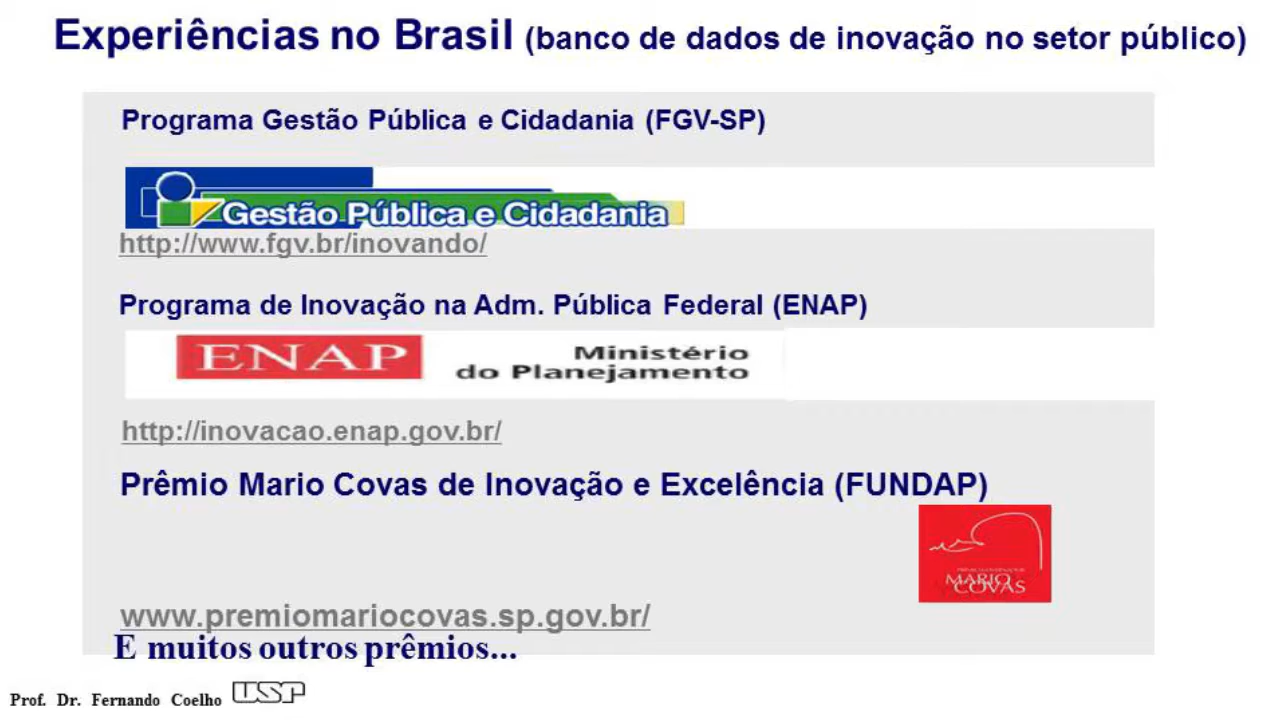 Experiências no Brasil (banco de dados de inovação no setor público)
Programa Gestão Pública e Cidadania (FGV-SP)
Gestão Pública e Cidadania
http://www.fgv.br/inovando/
Programa de Inovação na Adm. Pública Federal (ENAP)
ENAP
Ministério
do Planejamento
http://inovacao.enap.gov.br/
Prêmio Mario Covas de Inovação e Excelência (FUNDAP)
MARIO
COVAS
www.premiomariocovas.sp.gov.br/
E muitos outros prêmios...
Prof. Dr. Fernando Coelho USP